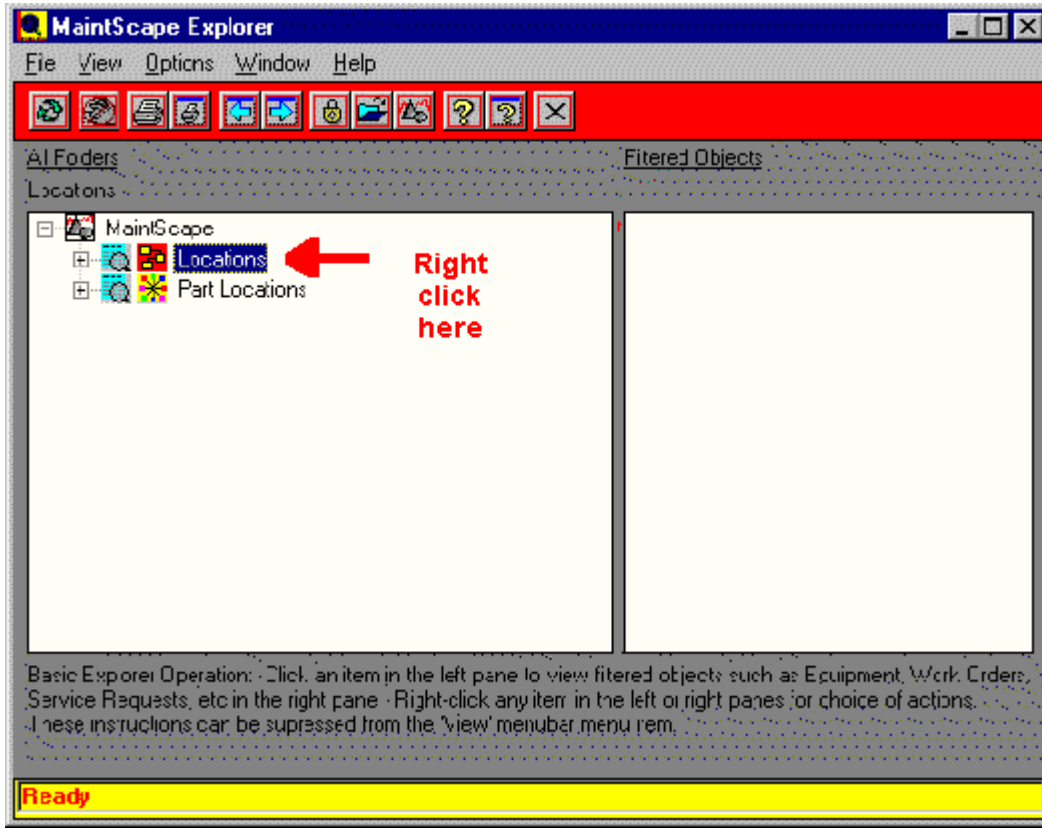 MaintScape Explorer
File View Options Window Help
All Folders Filtered Objects
Locations
MaintScape
Locations
Part Locations
Right
click
here
Basic Explorer Operation: - Click an item in the left pane to view filtered objects such as Equipment, Work Orders,
Service Requests, etc in the right pane - Right-click any item in the left or right panes for choice of actions.
These instructions can be supressed from the 'View' menubar menu item.
Ready